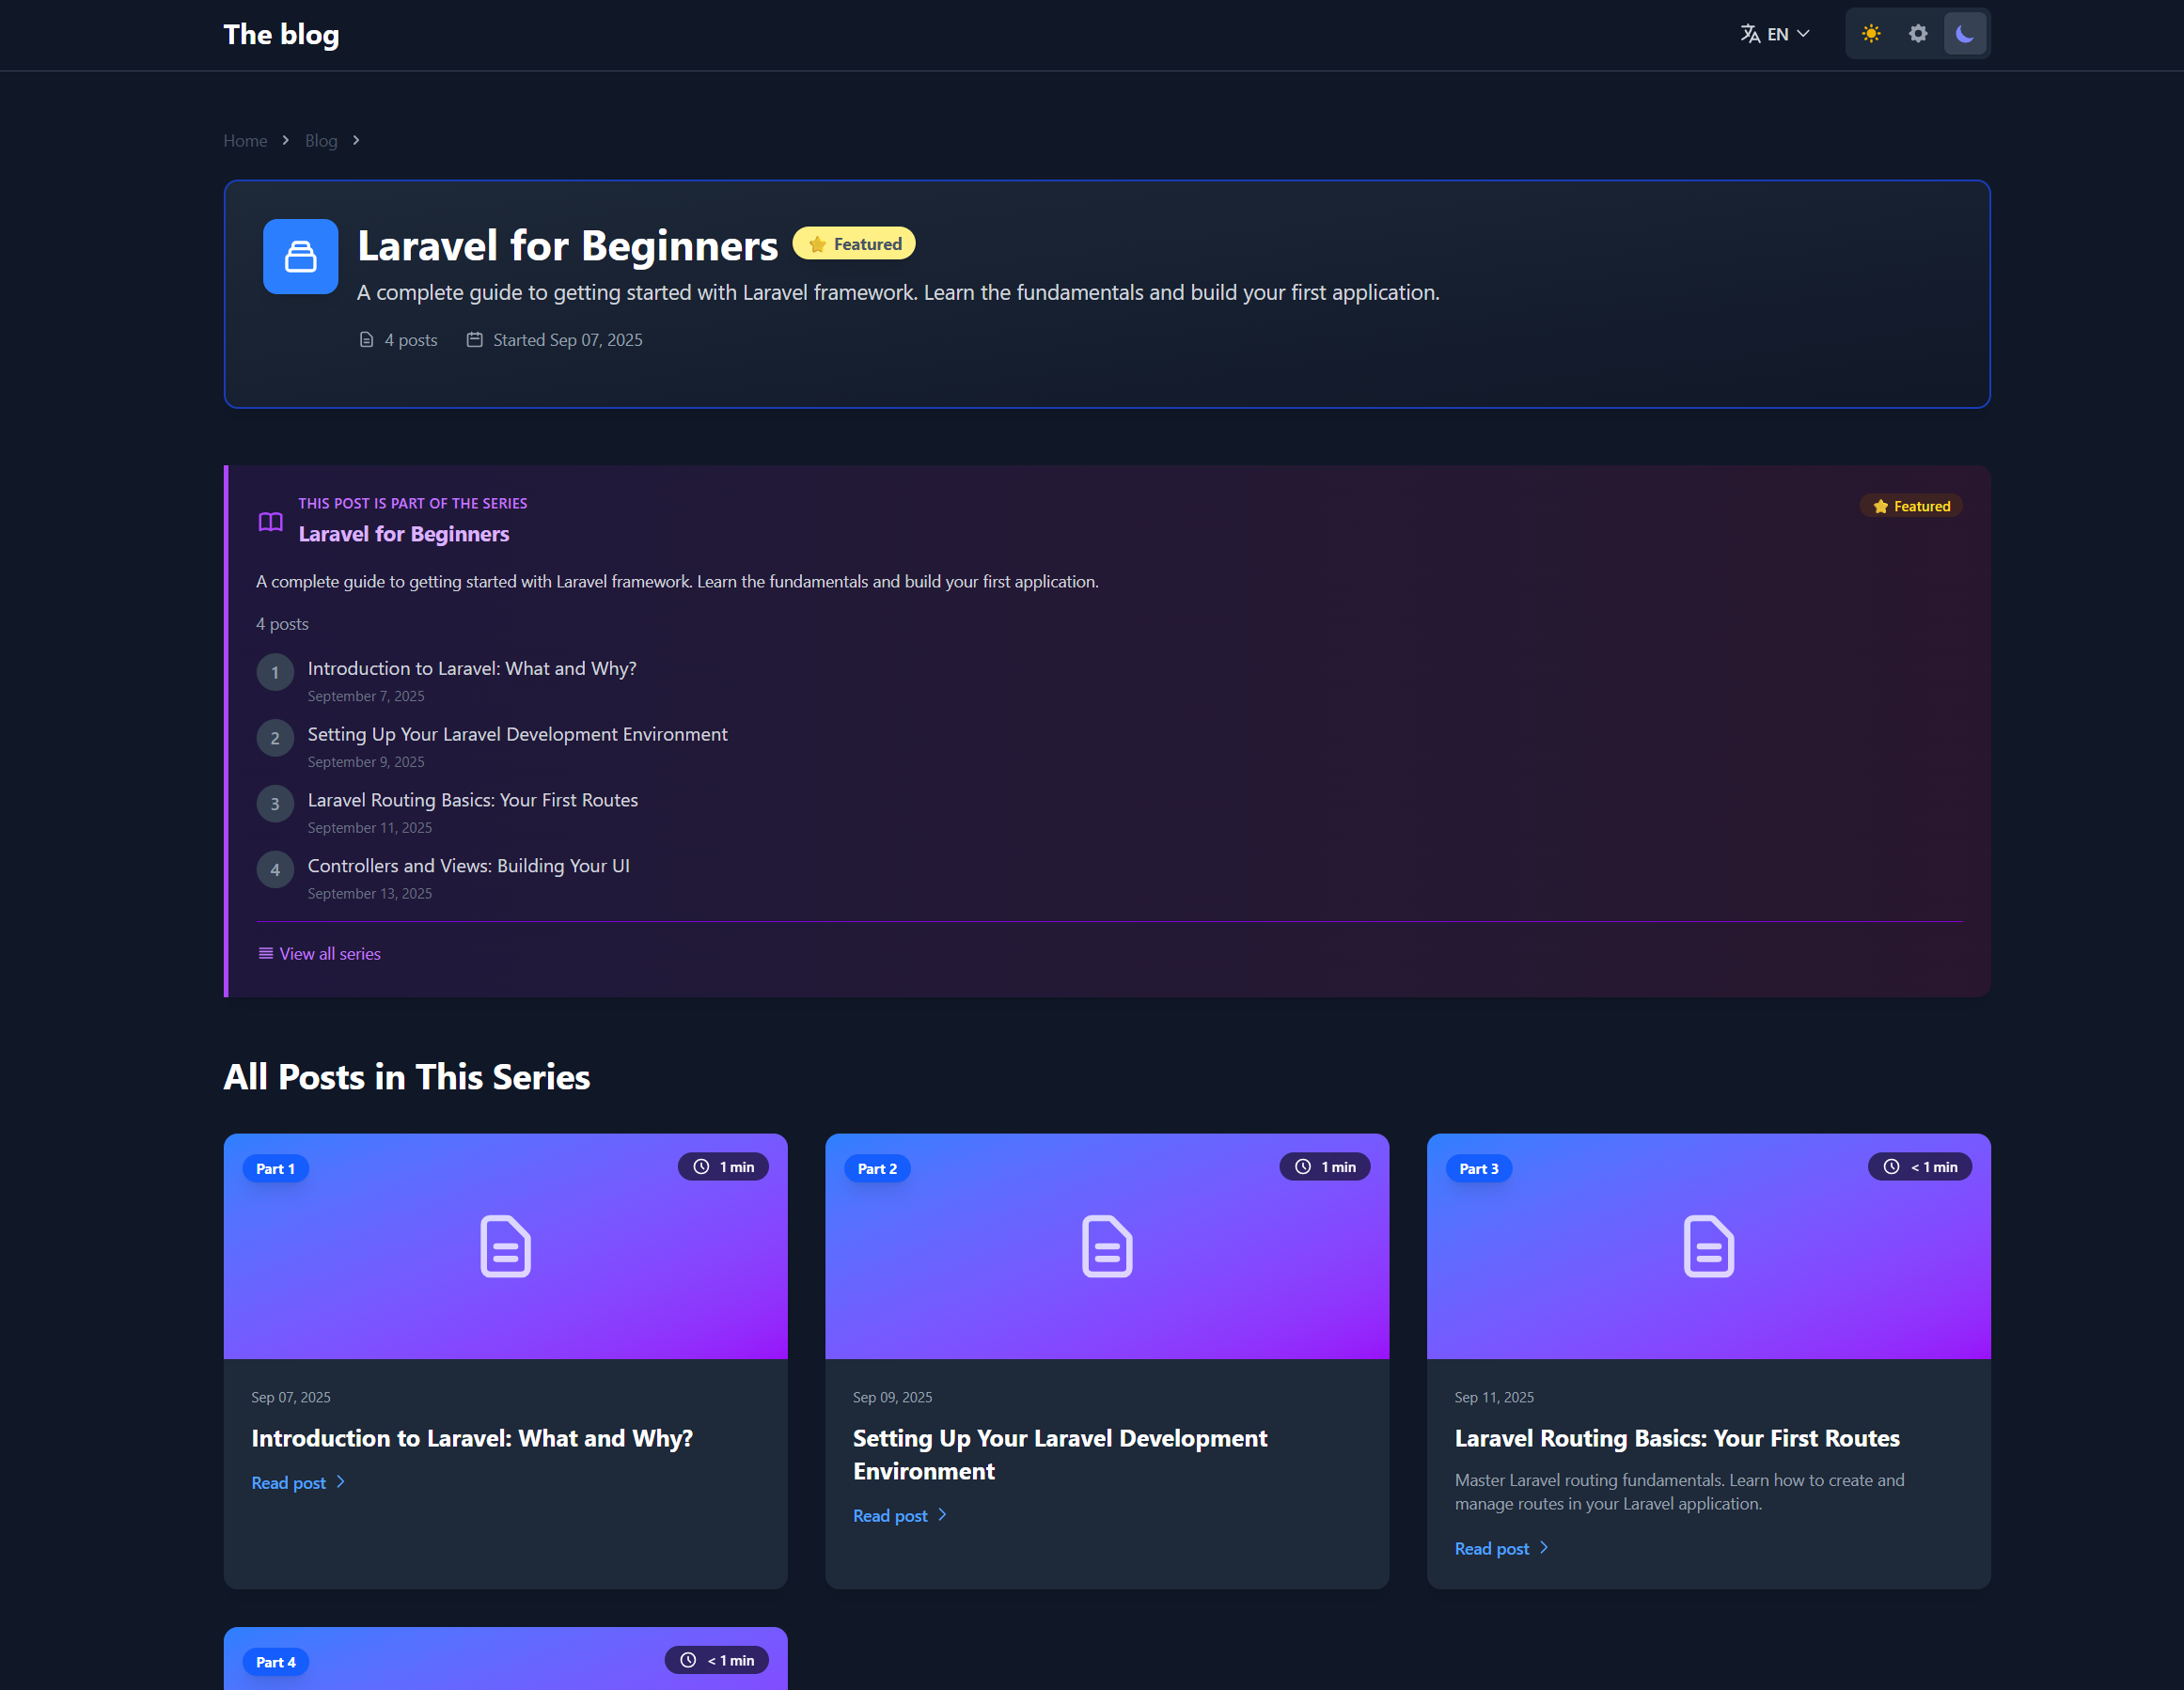 The blog
EN
Home
Blog
Laravel for Beginners
Featured
A complete guide to getting started with Laravel framework. Learn the fundamentals and build your first application.
4 posts
Started Sep 07, 2025
THIS POST IS PART OF THE SERIES
Laravel for Beginners
Featured
A complete guide to getting started with Laravel framework. Learn the fundamentals and build your first application.
4 posts
1
Introduction to Laravel: What and Why?
September 7, 2025
2
Setting Up Your Laravel Development Environment
September 9, 2025
3
Laravel Routing Basics: Your First Routes
September 11, 2025
4
Controllers and Views: Building Your UI
September 13, 2025
View all series
All Posts in This Series
Part 1
1 min
Sep 07, 2025
Introduction to Laravel: What and Why?
Read post
Part 2
1 min
Sep 09, 2025
Setting Up Your Laravel Development
Environment
Read post
Part 3
< 1 min
Sep 11, 2025
Laravel Routing Basics: Your First Routes
Master Laravel routing fundamentals. Learn how to create and
manage routes in your Laravel application.
Read post
Part 4
< 1 min